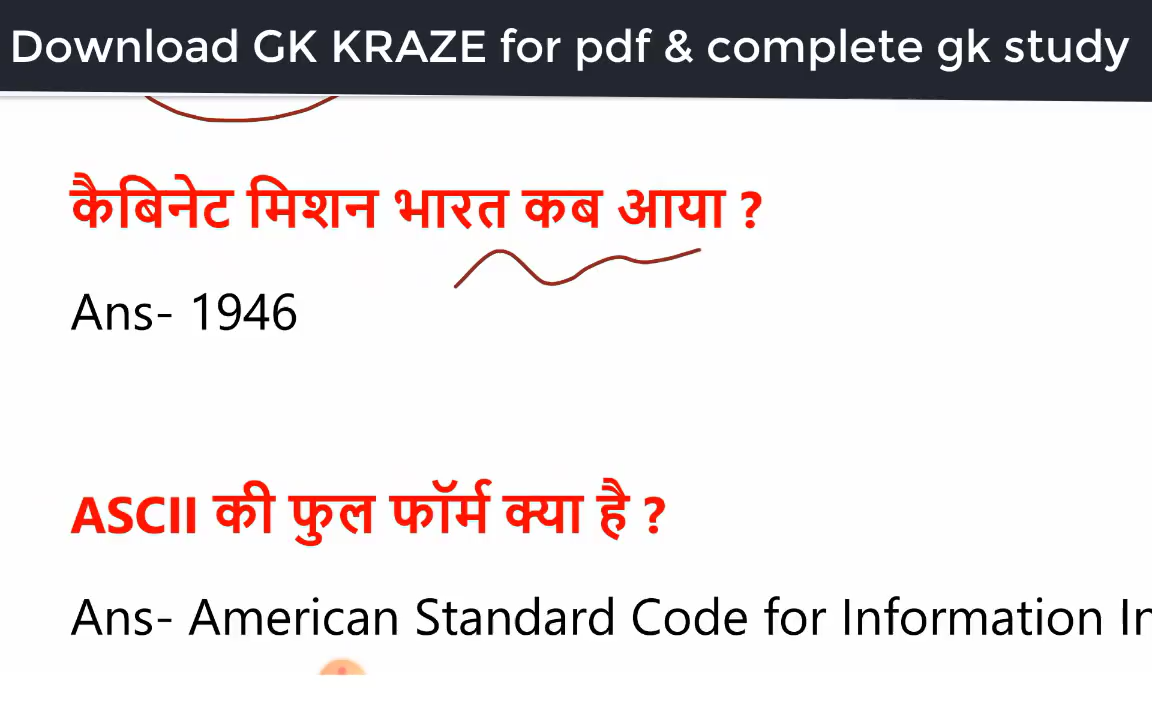 Download GK KRAZE for pdf & complete gk study
कैबिनेट मिशन भारत कब आया ?
Ans- 1946
ASCII की फुल फॉर्म क्या है ?
Ans- American Standard Code for Information